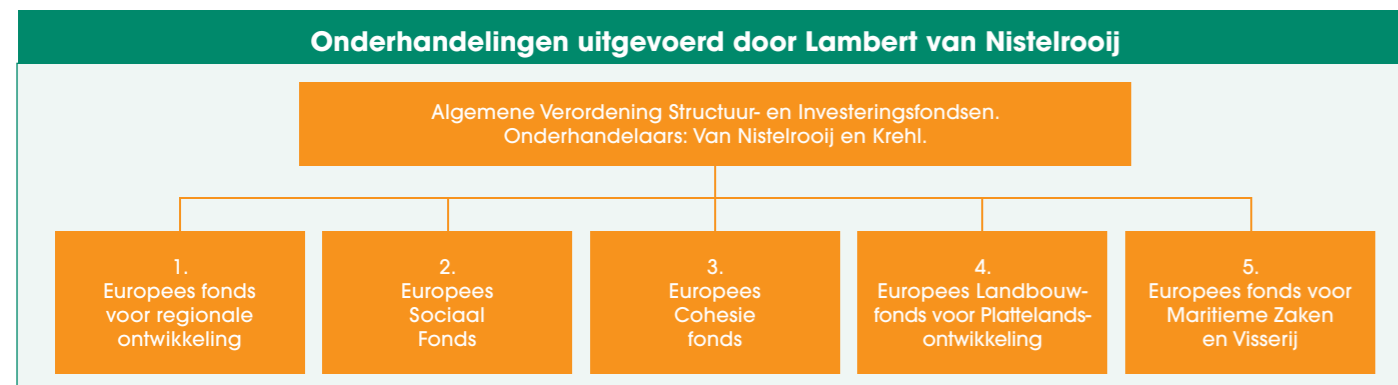 Onderhandelingen uitgevoerd door Lambert van Nistelrooij
Algemene Verordening Structuur- en Investeringsfondsen.
Onderhandelaars: Van Nistelrooij en Krehl.
1.
Europees fonds
voor regionale
ontwikkeling
2.
Europees
Sociaal
Fonds
3.
Europees
Cohesie
fonds
4.
Europees Landbouw-
fonds voor Plattelands-
ontwikkeling
5.
Europees fonds voor
Maritieme Zaken
en Visserij